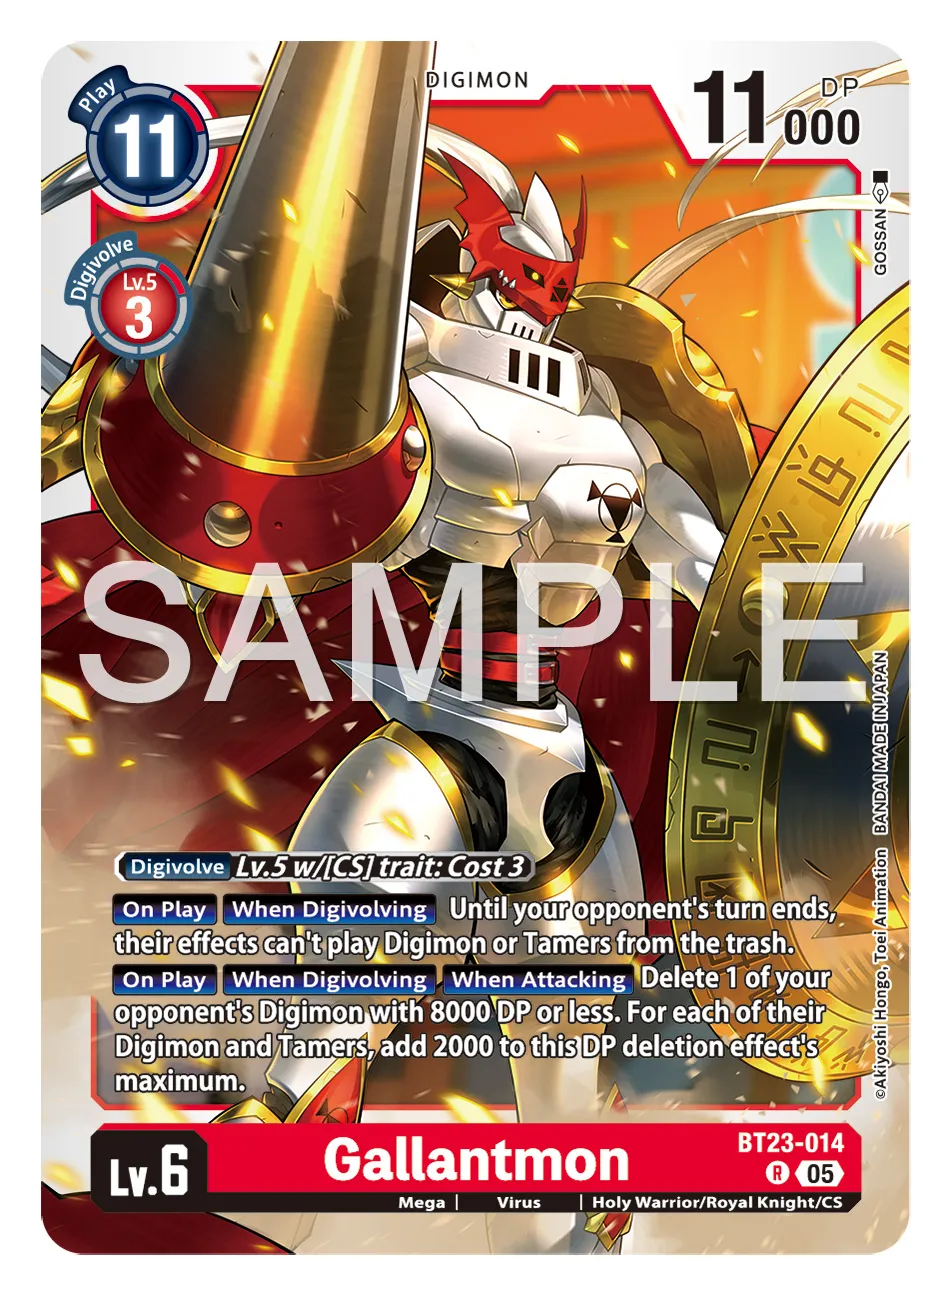 DIGIMON
Play
11
11000 DP
Digivolve
Lv.5
3
GOSSAN
SAMPLE
BANDAI MADE IN JAPAN
©Akiyoshi Hongo, Toei Animation
Digivolve Lv.5 w/[CS] trait: Cost 3
On Play When Digivolving Until your opponent's turn ends,
their effects can't play Digimon or Tamers from the trash.
On Play When Digivolving When Attacking Delete 1 of your
opponent's Digimon with 8000 DP or less. For each of their
Digimon and Tamers, add 2000 to this DP deletion effect's
maximum.
Lv.6
Gallantmon
BT23-014
R 05
Mega | Virus | Holy Warrior/Royal Knight/CS